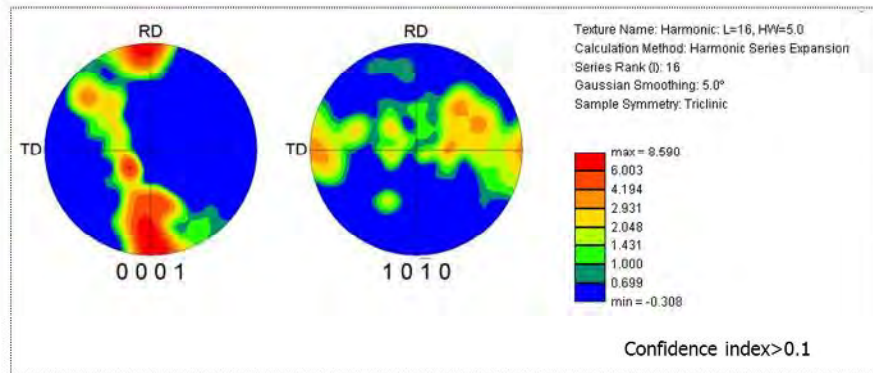 RD
TD
0 0 0 1
RD
TD
1 0 1̄ 0
Texture Name: Harmonic: L=16, HW=5.0
Calculation Method: Harmonic Series Expansion
Series Rank (l): 16
Gaussian Smoothing: 5.0°
Sample Symmetry: Triclinic
max = 8.590
6.003
4.194
2.931
2.048
1.431
1.000
0.699
min = -0.308
Confidence index>0.1